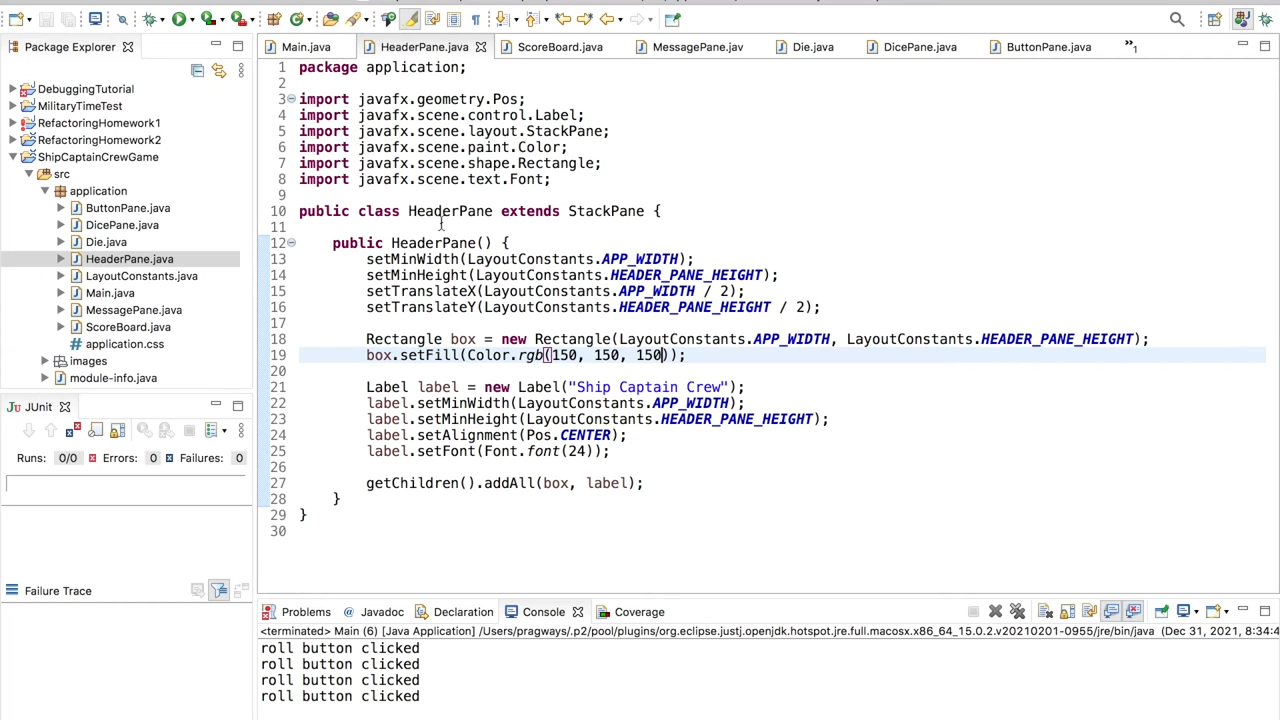 Package Explorer
Main.java
HeaderPane.java
ScoreBoard.java
MessagePane.jav
Die.java
DicePane.java
ButtonPane.java
»1
DebuggingTutorial
MilitaryTimeTest
RefactoringHomework1
RefactoringHomework2
ShipCaptainCrewGame
src
application
ButtonPane.java
DicePane.java
Die.java
HeaderPane.java
LayoutConstants.java
Main.java
MessagePane.java
ScoreBoard.java
application.css
images
module-info.java
JUnit
Runs: 0/0 Errors: 0 Failures: 0
Failure Trace
1 package application;
2
3 import javafx.geometry.Pos;
4 import javafx.scene.control.Label;
5 import javafx.scene.layout.StackPane;
6 import javafx.scene.paint.Color;
7 import javafx.scene.shape.Rectangle;
8 import javafx.scene.text.Font;
9
10 public class HeaderPane extends StackPane {
11
12 public HeaderPane() {
13 setMinWidth(LayoutConstants.APP_WIDTH);
14 setMinHeight(LayoutConstants.HEADER_PANE_HEIGHT);
15 setTranslateX(LayoutConstants.APP_WIDTH / 2);
16 setTranslateY(LayoutConstants.HEADER_PANE_HEIGHT / 2);
17
18 Rectangle box = new Rectangle(LayoutConstants.APP_WIDTH, LayoutConstants.HEADER_PANE_HEIGHT);
19 box.setFill(Color.rgb(150, 150, 150));
20
21 Label label = new Label("Ship Captain Crew");
22 label.setMinWidth(LayoutConstants.APP_WIDTH);
23 label.setMinHeight(LayoutConstants.HEADER_PANE_HEIGHT);
24 label.setAlignment(Pos.CENTER);
25 label.setFont(Font.font(24));
26
27 getChildren().addAll(box, label);
28 }
29 }
30
Problems @ Javadoc Declaration Console Coverage
<terminated> Main (6) [Java Application] /Users/pragways/.p2/pool/plugins/org.eclipse.justj.openjdk.hotspot.jre.full.macosx.x86_64_15.0.2.v20210201-0955/jre/bin/java (Dec 31, 2021, 8:34:4
roll button clicked
roll button clicked
roll button clicked
roll button clicked